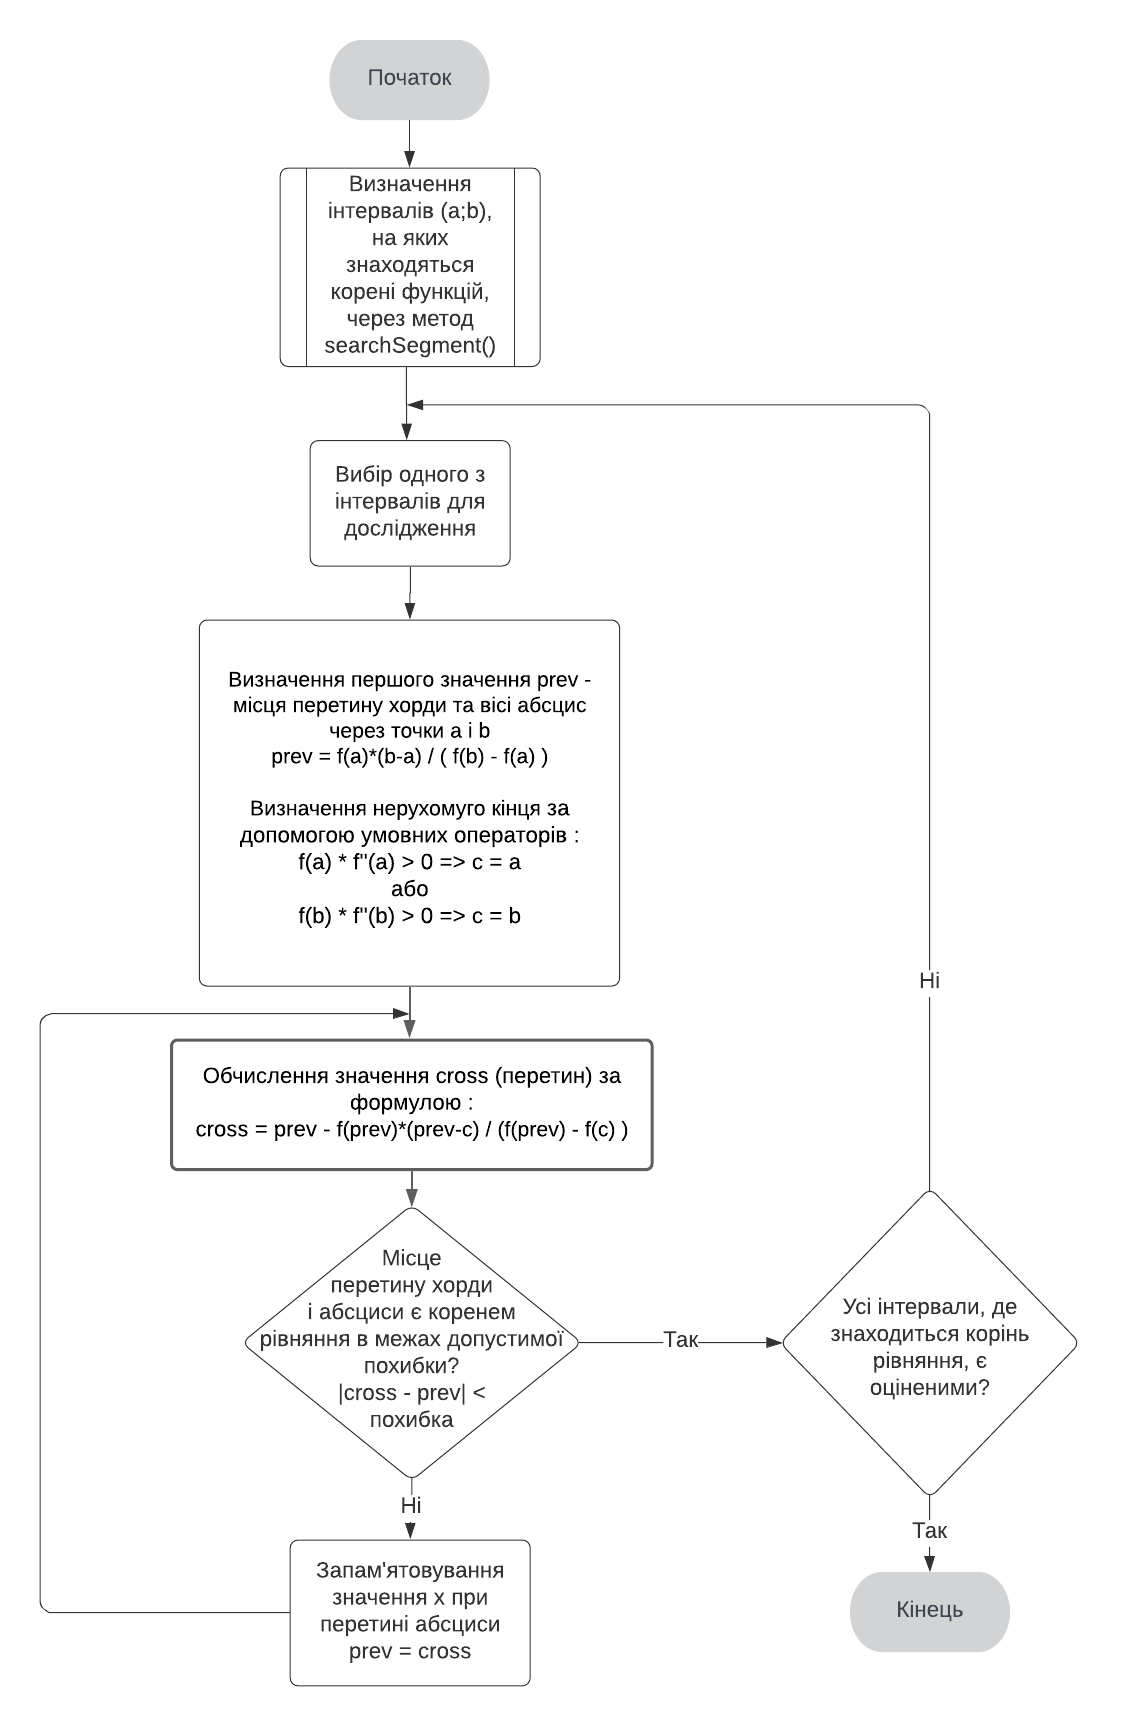 Початок
Визначення
інтервалів (a;b),
на яких
знаходяться
корені функцій,
через метод
searchSegment()
Вибір одного з
інтервалів для
дослідження
Визначення першого значення prev -
місця перетину хорди та вісі абсцис
через точки a і b
prev = f(a)*(b-a) / ( f(b) - f(a) )
Визначення нерухомуго кінця за
допомогою умовних операторів :
f(a) * f"(a) > 0 => c = a
або
f(b) * f"(b) > 0 => c = b
Ні
Обчислення значення cross (перетин) за
формулою :
cross = prev - f(prev)*(prev-c) / (f(prev) - f(c) )
Місце
перетину хорди
і абсциси є коренем
рівняння в межах допустимої
похибки?
|cross - prev| <
похибка
Так
Усі інтервали, де
знаходиться корінь
рівняння, є
оціненими?
Ні
Так
Запам'ятовування
значення x при
перетині абсциси
prev = cross
Кінець